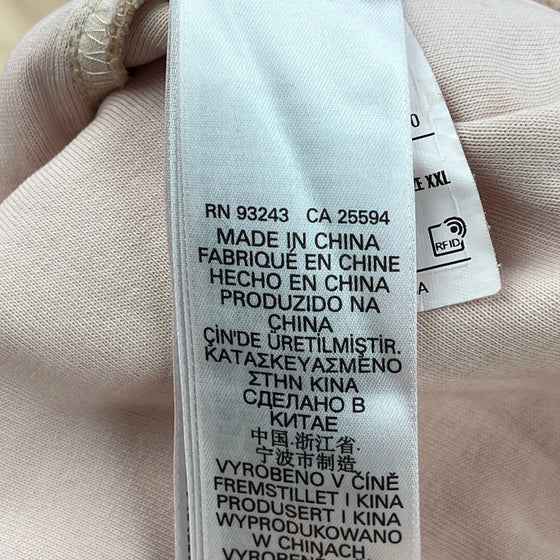 RN 93243 CA 25594
MADE IN CHINA
FABRIQUÉ EN CHINE
HECHO EN CHINA
PRODUZIDO NA
CHINA
ÇİN'DE ÜRETİLMİŞTİR.
ΚΑΤΑΣΚΕΥΑΣΜΕΝΟ
ΣΤΗΝ ΚΙΝΑ
СДЕЛАНО В
КИТАЕ
中国·浙江省.
宁波市制造
VYROBENO V ČÍNĚ
FREMSTILLET I KINA
PRODUSERT I KINA
WYPRODUKOWANO
W CHINACH
XXL
RFID